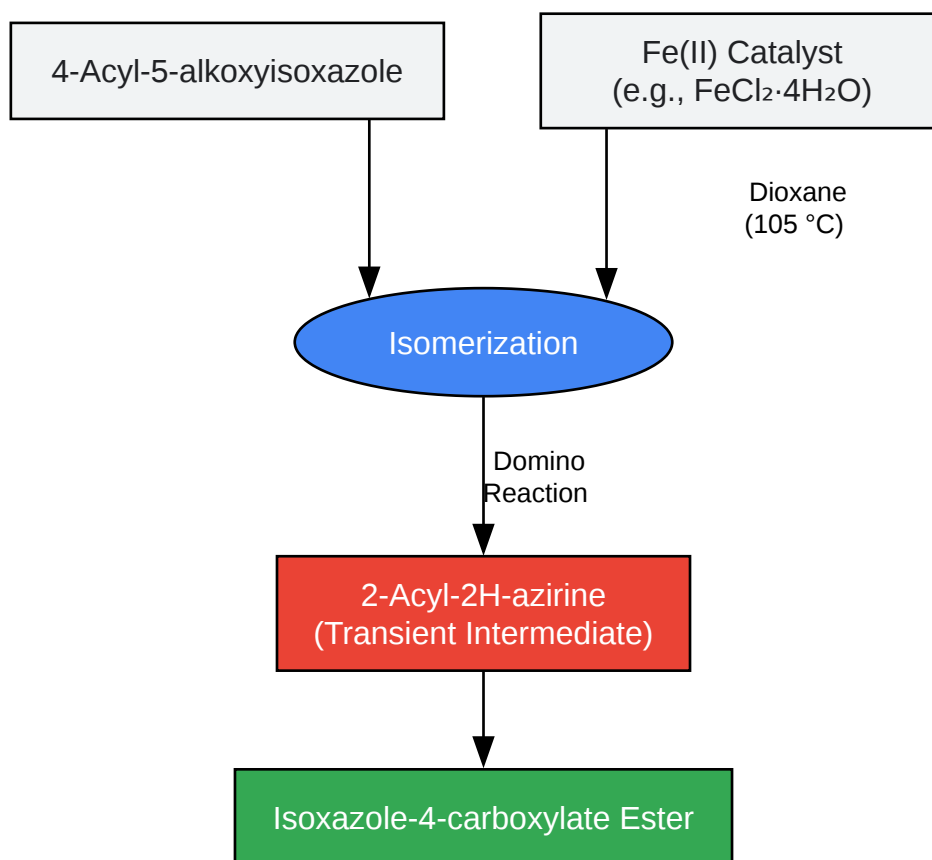 4-Acyl-5-alkoxyisoxazole
Fe(II) Catalyst
(e.g., FeCl₂·4H₂O)
Dioxane
(105 °C)
Isomerization
Domino
Reaction
2-Acyl-2H-azirine
(Transient Intermediate)
Isoxazole-4-carboxylate Ester